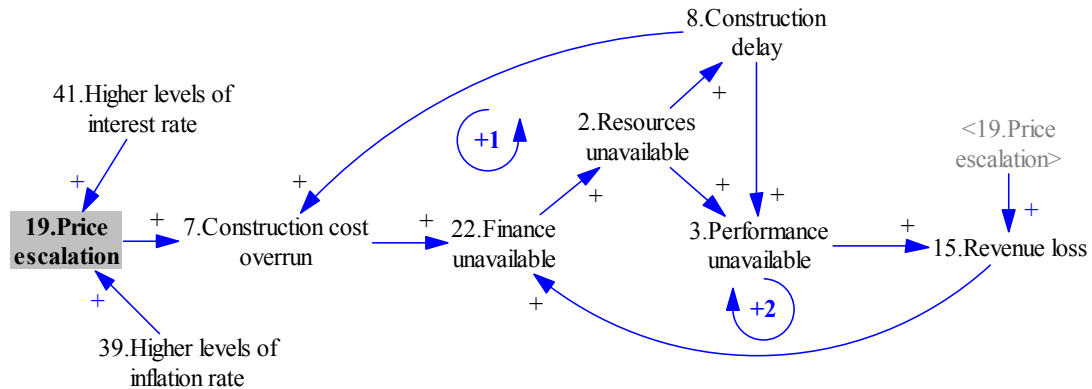 8.Construction
delay
41.Higher levels of
interest rate
+
+1
2.Resources
unavailable
+
<19.Price
escalation>
+
+
+
+
+
+
19.Price
escalation
+
7.Construction cost
overrun
+
22.Finance
unavailable
3.Performance
unavailable
+
15.Revenue loss
+
+
+2
39.Higher levels of
inflation rate